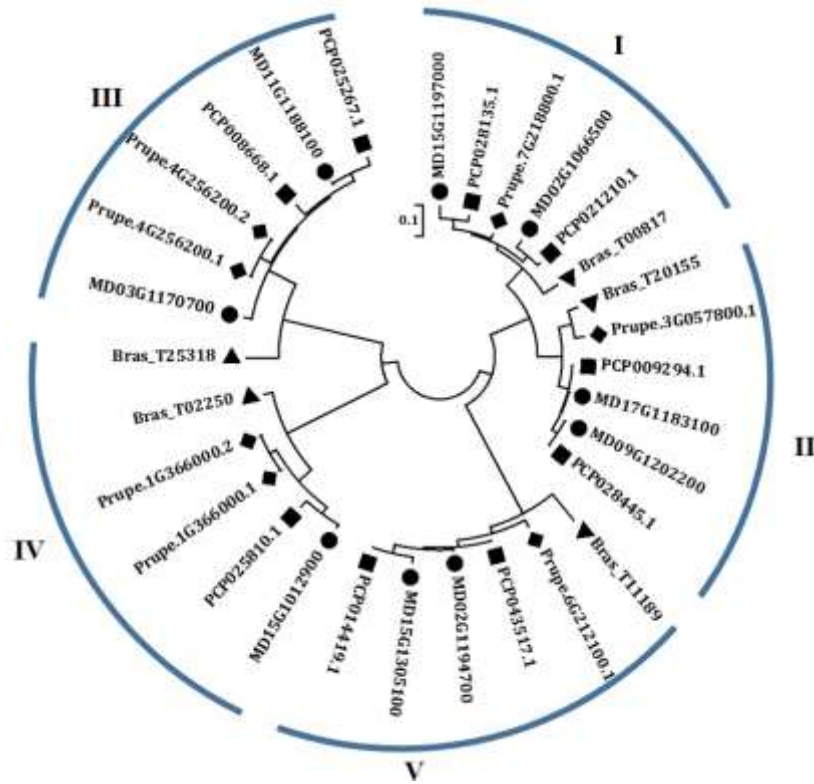 I
MD15G1197000
PCP028135.1
Prupe.7G218800.1
MD02G1066500
PCP021210.1
Bras_T00817
II
Bras_T20155
Prupe.3G057800.1
PCP009294.1
MD17G1183100
MD09G1202200
PCP028445.1
Bras_T11189
Prupe.6G212100.1
PCP043517.1
MD02G1194700
MD15G1305100
PCP014419.1
V
MD15G1012900
PCP025810.1
Prupe.1G366000.1
Prupe.1G366000.2
Bras_T02250
IV
Bras_T25318
MD03G1170700
Prupe.4G256200.1
Prupe.4G256200.2
PCP008668.1
MD11G1188100
PCP025267.1
III
0.1